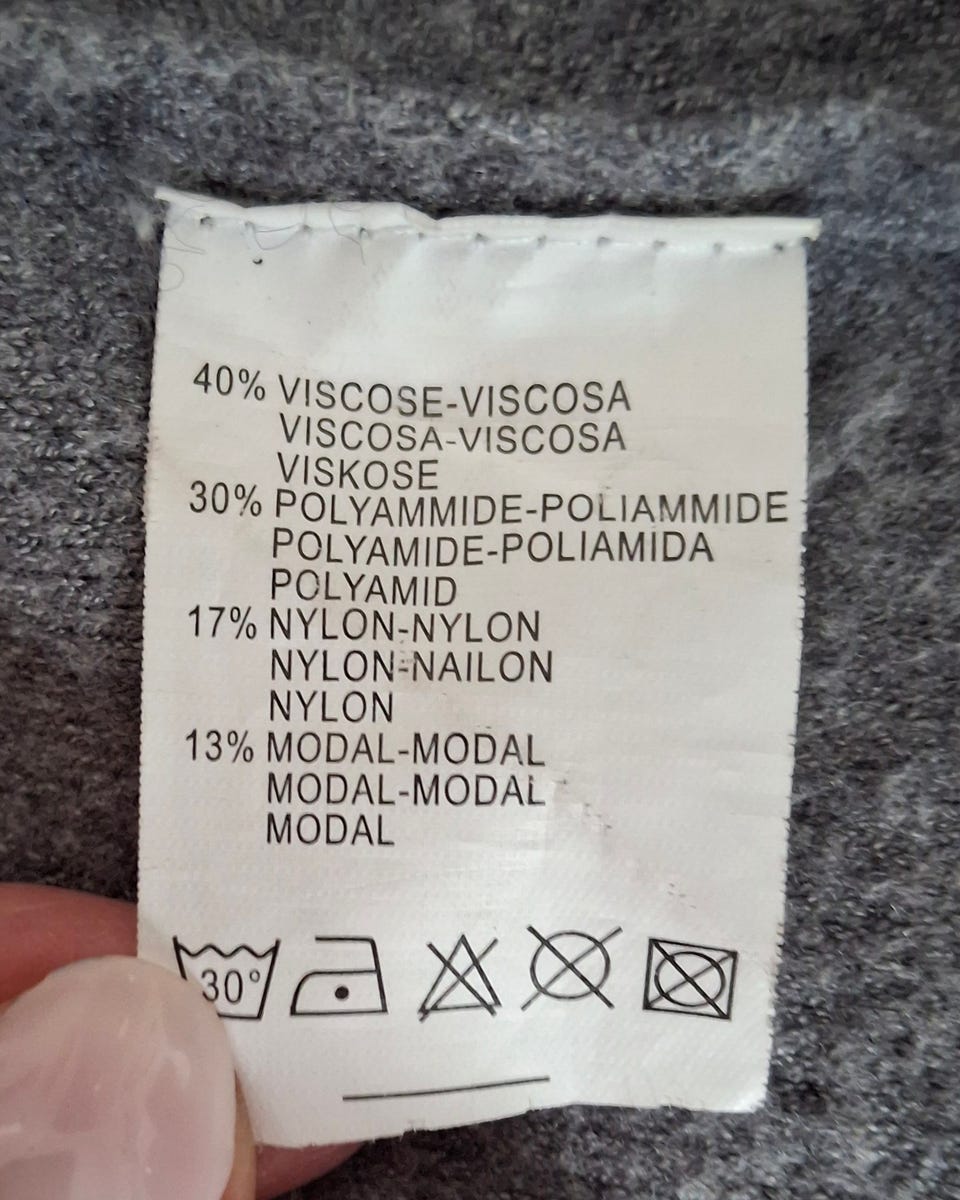 40% VISCOSE-VISCOSA
VISCOSA-VISCOSA
VISKOSE
30% POLYAMMIDE-POLIAMMIDE
POLYAMIDE-POLIAMIDA
POLYAMID
17% NYLON-NYLON
NYLON-NAILON
NYLON
13% MODAL-MODAL
MODAL-MODAL
MODAL
30°